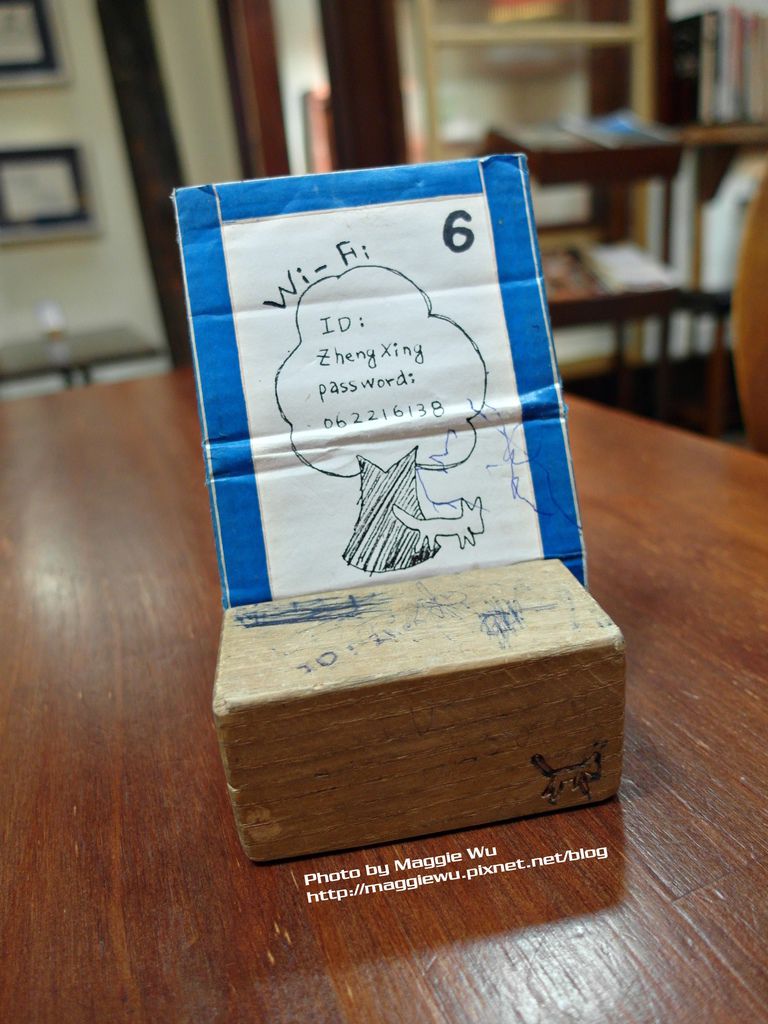 6
Wi-Fi
ID:
ZhengXing
password:
062216138
Photo by Maggie Wu
http://maggiewu.pixnet.net/blog